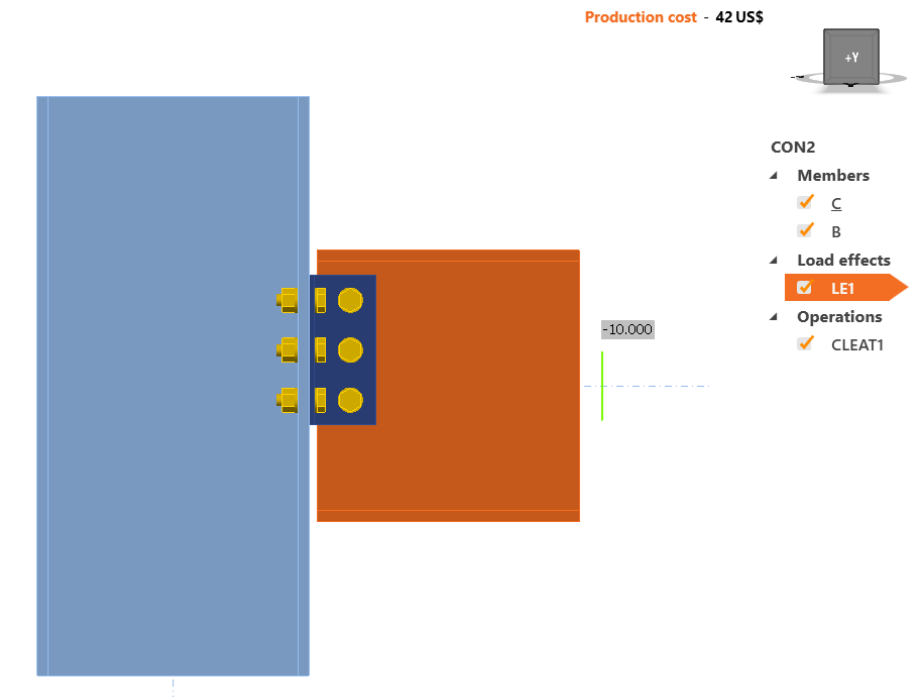 Production cost - 42 US$
+Y
CON2
Members
C
B
Load effects
LE1
Operations
CLEAT1
-10.000